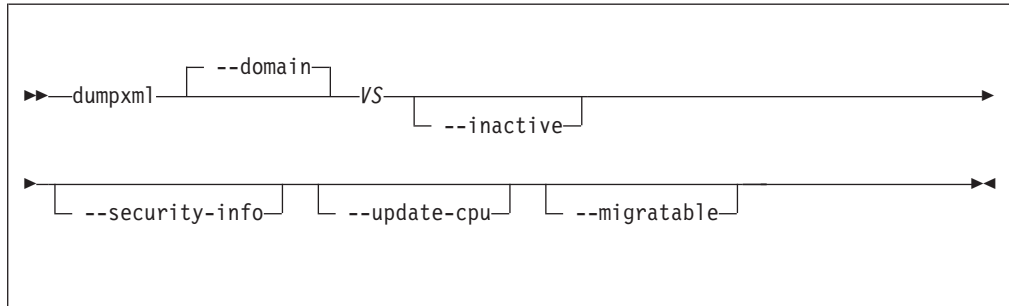 --domain
dumpxml VS
--inactive
--security-info --update-cpu --migratable